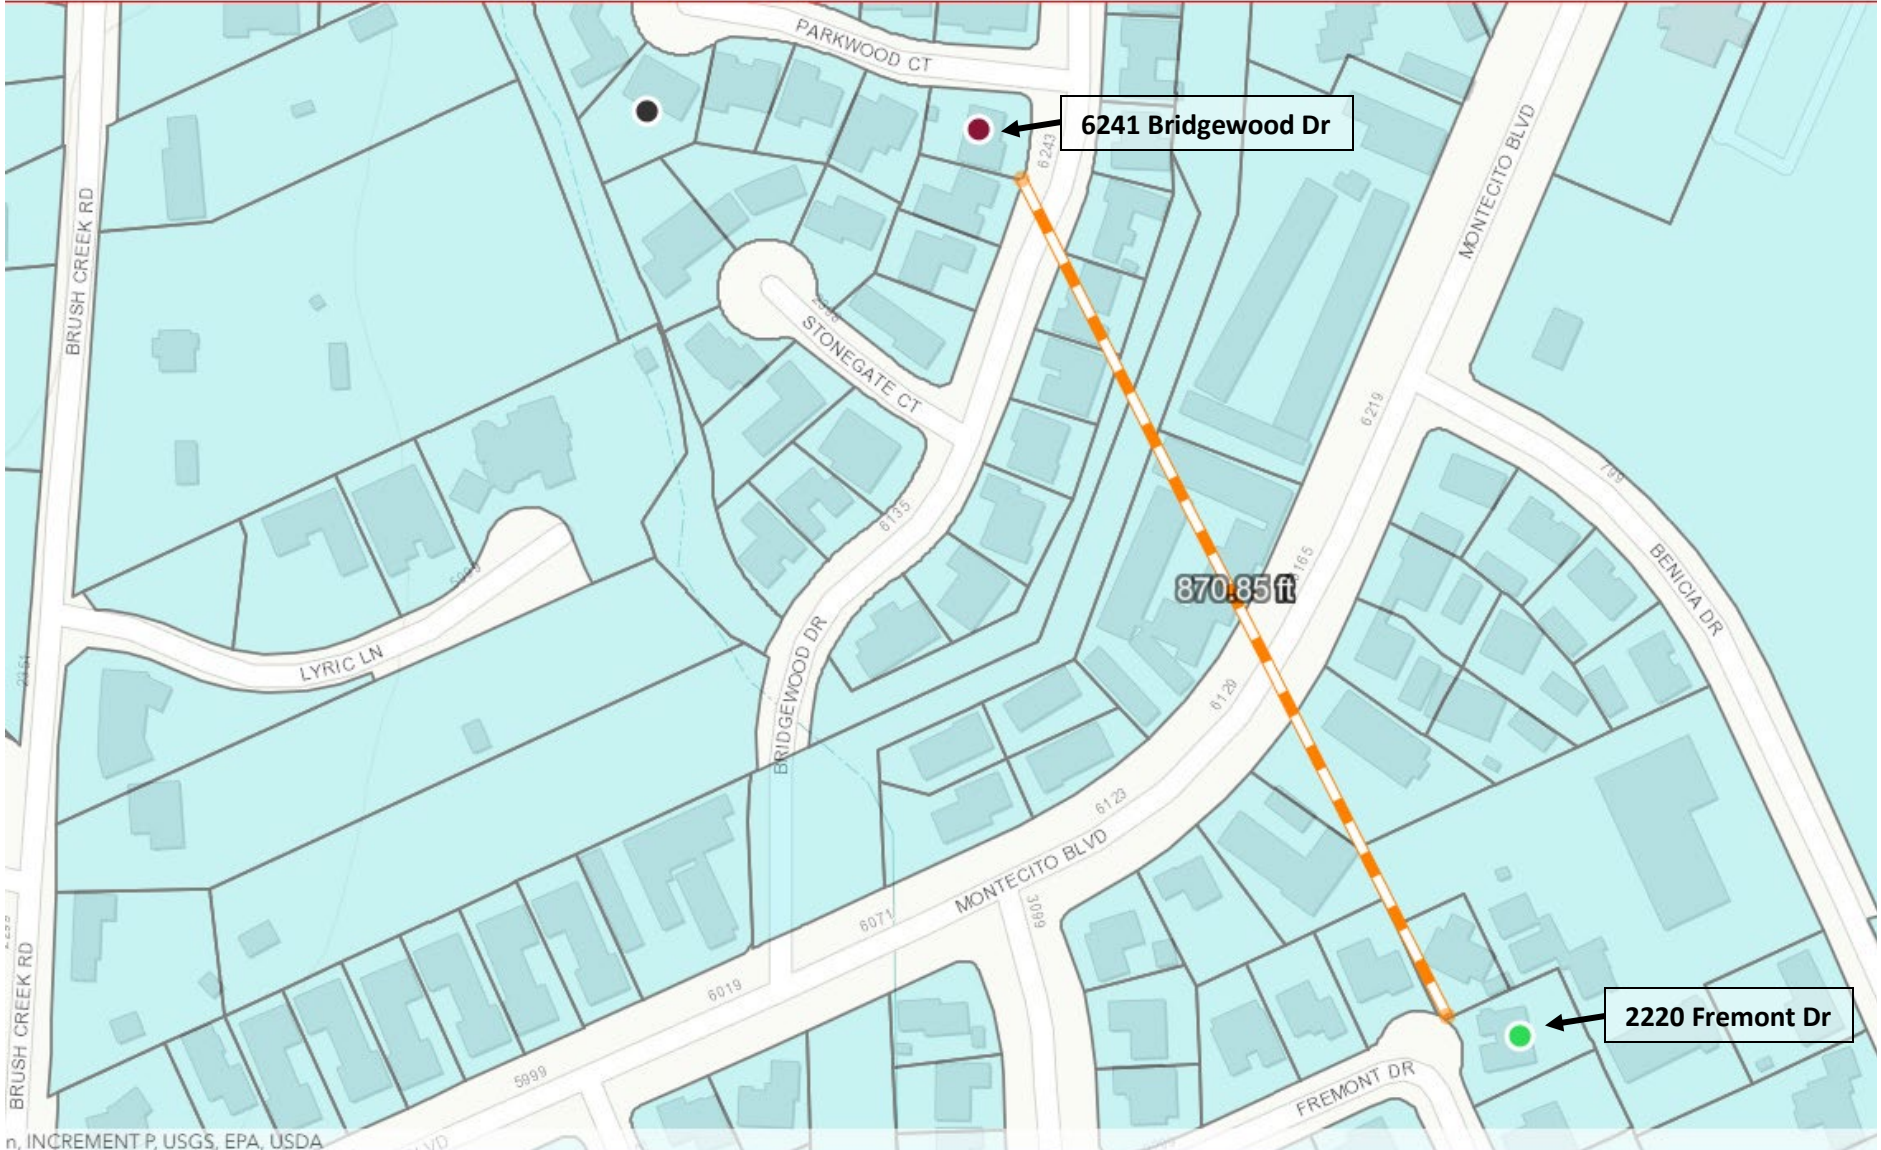 PARKWOOD CT
6241 Bridgewood Dr
6243
MONTECITO BLVD
BRUSH CREEK RD
STONEGATE CT
6219
799
6135
BENICIA DR
870.85 ft
5099
BRIDGEWOOD DR
LYRIC LN
2351
6129
6123
MONTECITO BLVD
6071
3099
6019
BRUSH CREEK RD
2220 Fremont Dr
5999
FREMONT DR
n, INCREMENT P, USGS, EPA, USDA